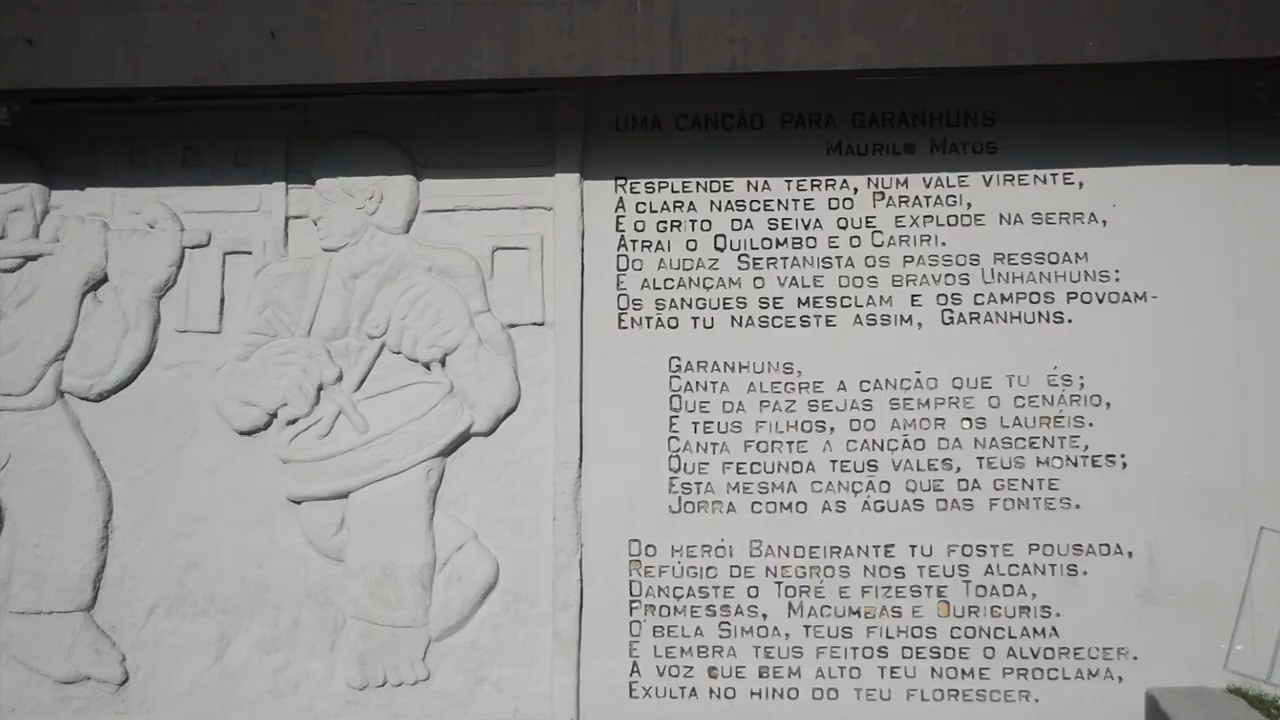 UMA CANÇÃO PARA GARANHUNS
MAURILO MATOS
RESPLENDE NA TERRA, NUM VALE VIRENTE,
A CLARA NASCENTE DO PARATAGI,
E O GRITO DA SEIVA QUE EXPLODE NA SERRA,
ATRAI O QUILOMBO E O CARIRI.
DO AUDAZ SERTANISTA OS PASSOS RESSOAM
E ALCANÇAM O VALE DOS BRAVOS UNHANHUNS:
OS SANGUES SE MESCLAM E OS CAMPOS POVOAM-
ENTÃO TU NASCESTE ASSIM, GARANHUNS.
GARANHUNS,
CANTA ALEGRE A CANÇÃO QUE TU ÉS;
QUE DA PAZ SEJAS SEMPRE O CENÁRIO,
E TEUS FILHOS, DO AMOR OS LAURÉIS.
CANTA FORTE A CANÇÃO DA NASCENTE,
QUE FECUNDA TEUS VALES, TEUS MONTES;
ESTA MESMA CANÇÃO QUE DA GENTE
JORRA COMO AS ÁGUAS DAS FONTES.
DO HERÓI BANDEIRANTE TU FOSTE POUSADA,
REFÚGIO DE NEGROS NOS TEUS ALCANTIS.
DANÇASTE O TORÉ E FIZESTE TOADA,
PROMESSAS, MACUMBAS E OURICURIS.
Ó BELA SIMOA, TEUS FILHOS CONCLAMA
E LEMBRA TEUS FEITOS DESDE O ALVORECER.
A VOZ QUE BEM ALTO TEU NOME PROCLAMA,
EXULTA NO HINO DO TEU FLORESCER.